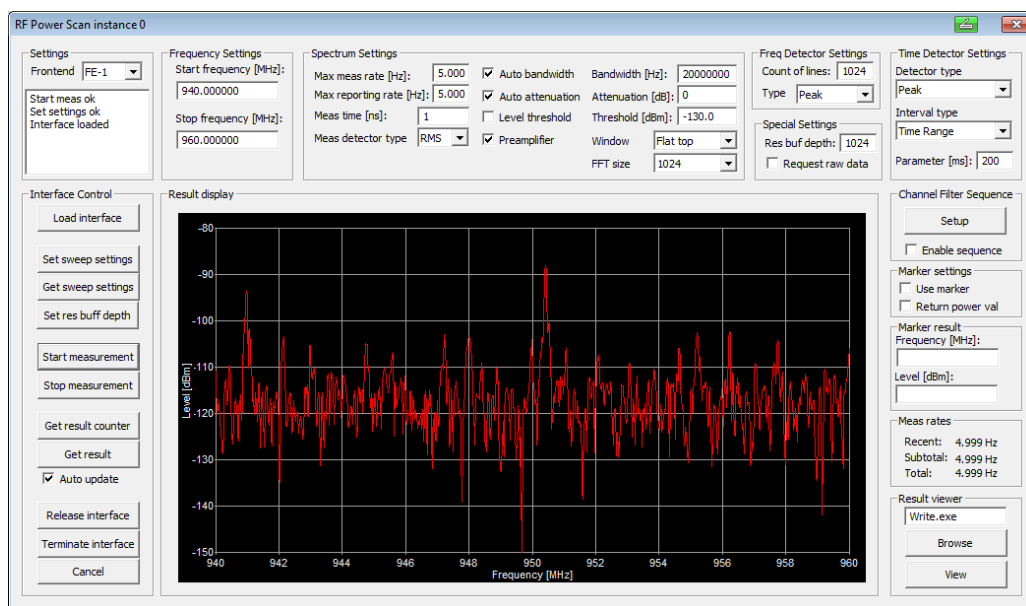 RF Power Scan instance 0
Settings
Frontend FE-1
Start meas ok
Set settings ok
Interface loaded
Frequency Settings
Start frequency [MHz]:
940.000000
Stop frequency [MHz]:
960.000000
Spectrum Settings
Max meas rate [Hz]: 5.000 Auto bandwidth Bandwidth [Hz]: 20000000
Max reporting rate [Hz]: 5.000 Auto attenuation Attenuation [dB]: 0
Meas time [ns]: 1 Level threshold Threshold [dBm]: -130.0
Meas detector type RMS Preamplifier Window Flat top
FFT size 1024
Freq Detector Settings
Count of lines: 1024
Type Peak
Special Settings
Res buf depth: 1024
Request raw data
Time Detector Settings
Detector type
Peak
Interval type
Time Range
Parameter [ms]: 200
Interface Control
Load interface
Set sweep settings
Get sweep settings
Set res buff depth
Start measurement
Stop measurement
Get result counter
Get result
Auto update
Release interface
Terminate interface
Cancel
Result display
-80
-90
-100
-110
-120
-130
-140
-150
Level [dBm]
940 942 944 946 948 950 952 954 956 958 960
Frequency [MHz]
Channel Filter Sequence
Setup
Enable sequence
Marker settings
Use marker
Return power val
Marker result
Frequency [MHz]:
Level [dBm]:
Meas rates
Recent: 4.999 Hz
Subtotal: 4.999 Hz
Total: 4.999 Hz
Result viewer
Write.exe
Browse
View